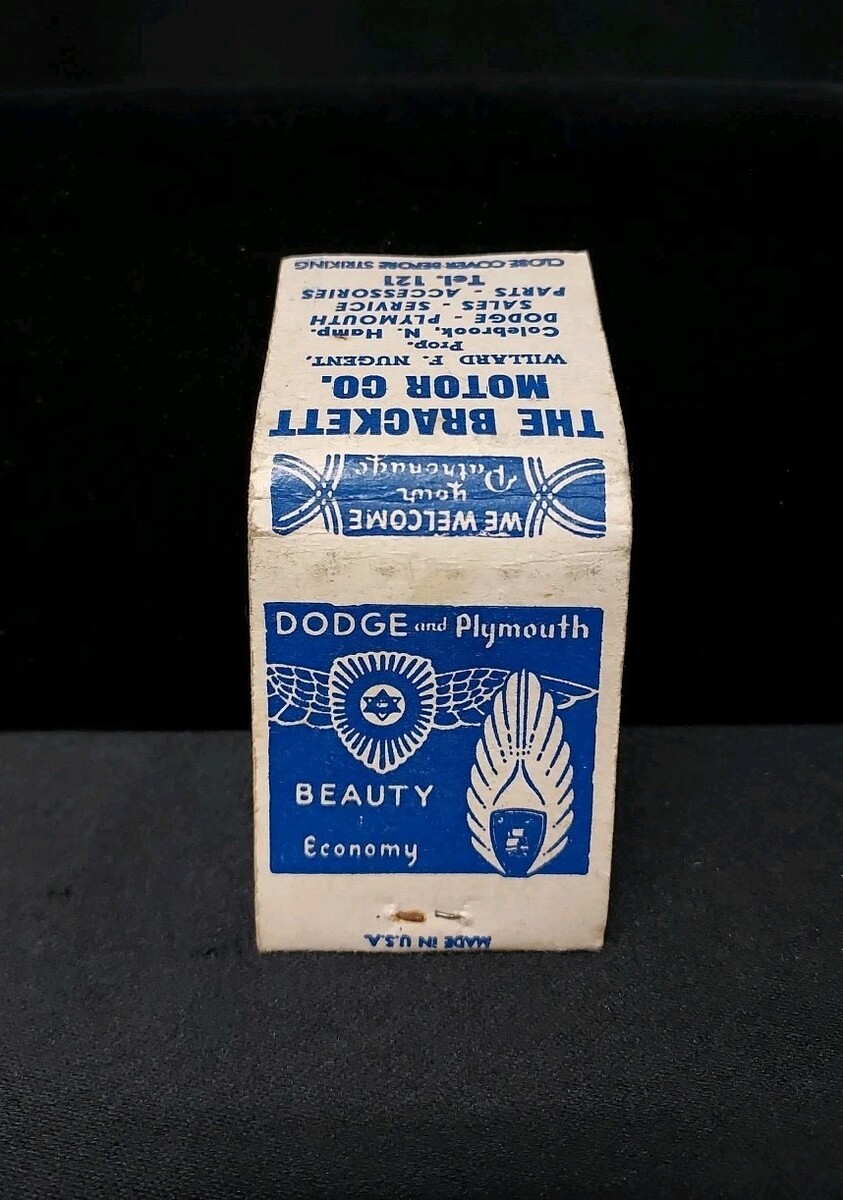 CLOSE COVER BEFORE STRIKING
Tel. 121
PARTS - ACCESSORIES
SALES - SERVICE
DODGE - PLYMOUTH
Colebrook, N. Hamp.
Prop.
WILLARD F. NUGENT,
MOTOR CO.
THE BRACKETT
Patronage
your
WE WELCOME
DODGE and Plymouth
BEAUTY
Economy
MADE IN U.S.A.